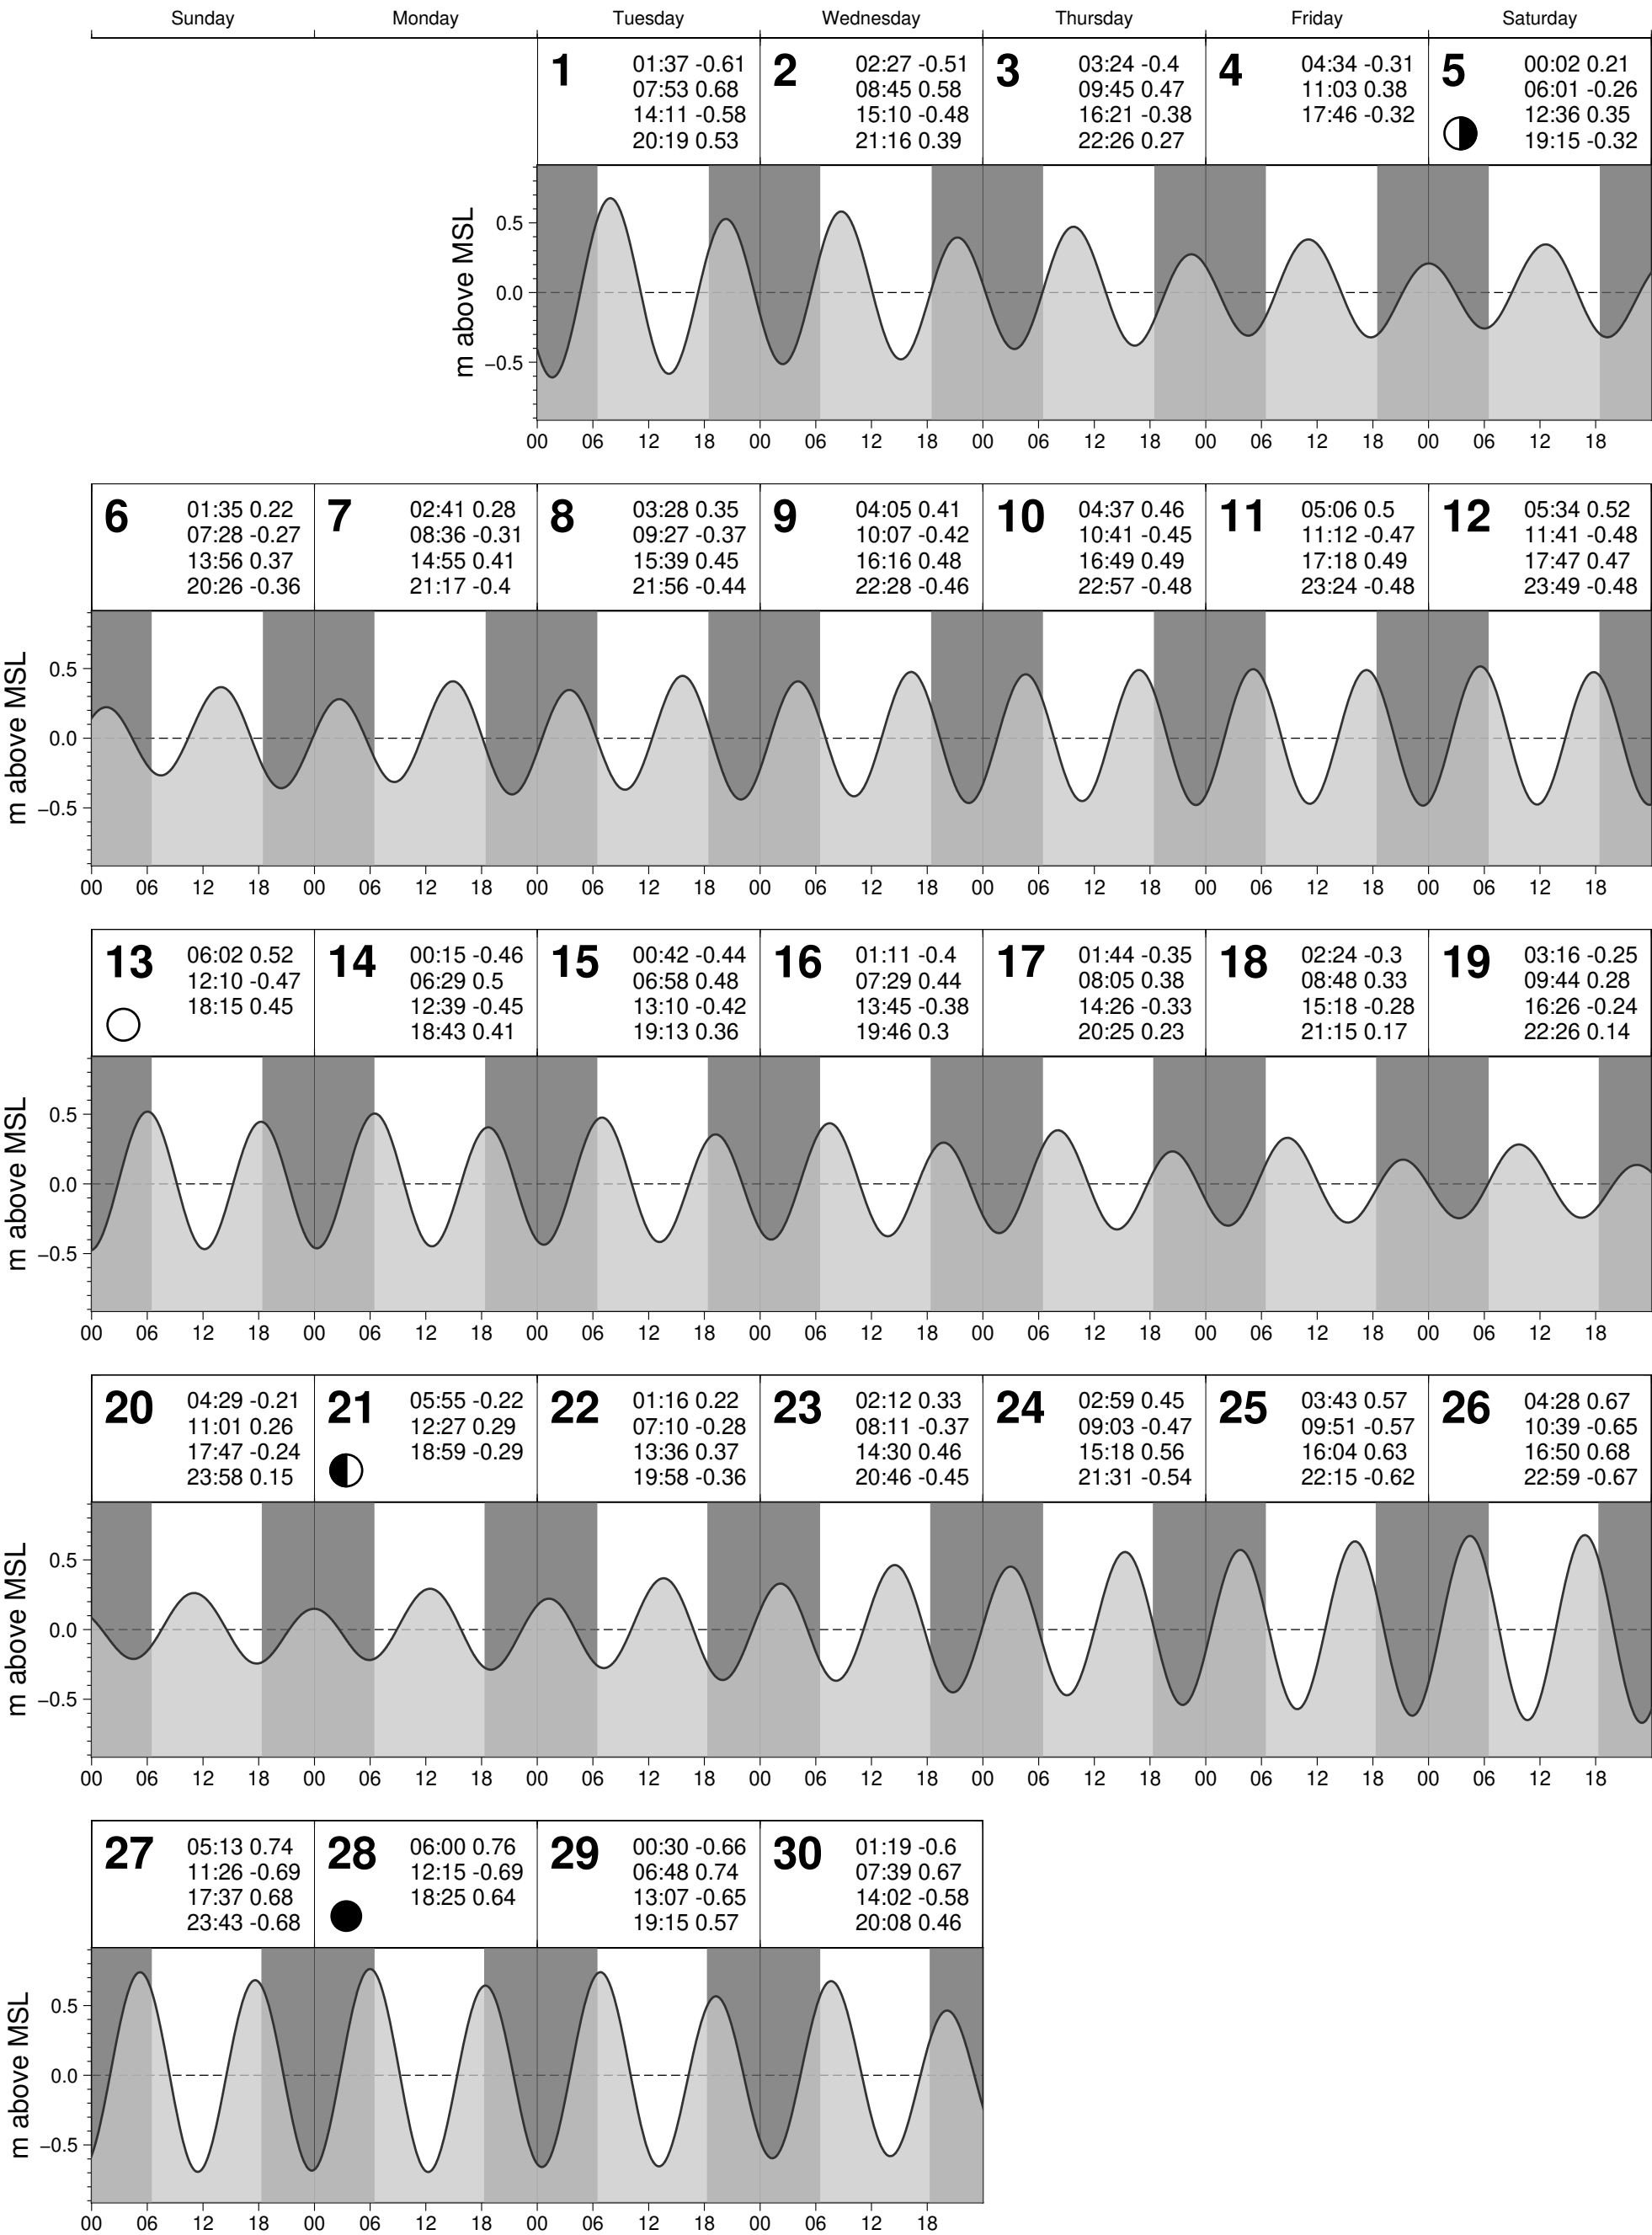 Sunday Monday Tuesday Wednesday Thursday Friday Saturday
1 01:37 -0.61 2 02:27 -0.51 3 03:24 -0.4 4 04:34 -0.31 5 00:02 0.21
07:53 0.68 08:45 0.58 09:45 0.47 11:03 0.38 06:01 -0.26
14:11 -0.58 15:10 -0.48 16:21 -0.38 17:46 -0.32 12:36 0.35
20:19 0.53 21:16 0.39 22:26 0.27 19:15 -0.32
m above MSL
0.5
0.0
−0.5
00 06 12 18 00 06 12 18 00 06 12 18 00 06 12 18 00 06 12 18
6 01:35 0.22 7 02:41 0.28 8 03:28 0.35 9 04:05 0.41 10 04:37 0.46 11 05:06 0.5 12 05:34 0.52
07:28 -0.27 08:36 -0.31 09:27 -0.37 10:07 -0.42 10:41 -0.45 11:12 -0.47 11:41 -0.48
13:56 0.37 14:55 0.41 15:39 0.45 16:16 0.48 16:49 0.49 17:18 0.49 17:47 0.47
20:26 -0.36 21:17 -0.4 21:56 -0.44 22:28 -0.46 22:57 -0.48 23:24 -0.48 23:49 -0.48
m above MSL
0.5
0.0
−0.5
00 06 12 18 00 06 12 18 00 06 12 18 00 06 12 18 00 06 12 18 00 06 12 18 00 06 12 18
13 06:02 0.52 14 00:15 -0.46 15 00:42 -0.44 16 01:11 -0.4 17 01:44 -0.35 18 02:24 -0.3 19 03:16 -0.25
12:10 -0.47 06:29 0.5 06:58 0.48 07:29 0.44 08:05 0.38 08:48 0.33 09:44 0.28
18:15 0.45 12:39 -0.45 13:10 -0.42 13:45 -0.38 14:26 -0.33 15:18 -0.28 16:26 -0.24
18:43 0.41 19:13 0.36 19:46 0.3 20:25 0.23 21:15 0.17 22:26 0.14
m above MSL
0.5
0.0
−0.5
00 06 12 18 00 06 12 18 00 06 12 18 00 06 12 18 00 06 12 18 00 06 12 18 00 06 12 18
20 04:29 -0.21 21 05:55 -0.22 22 01:16 0.22 23 02:12 0.33 24 02:59 0.45 25 03:43 0.57 26 04:28 0.67
11:01 0.26 12:27 0.29 07:10 -0.28 08:11 -0.37 09:03 -0.47 09:51 -0.57 10:39 -0.65
17:47 -0.24 18:59 -0.29 13:36 0.37 14:30 0.46 15:18 0.56 16:04 0.63 16:50 0.68
23:58 0.15 19:58 -0.36 20:46 -0.45 21:31 -0.54 22:15 -0.62 22:59 -0.67
m above MSL
0.5
0.0
−0.5
00 06 12 18 00 06 12 18 00 06 12 18 00 06 12 18 00 06 12 18 00 06 12 18 00 06 12 18
27 05:13 0.74 28 06:00 0.76 29 00:30 -0.66 30 01:19 -0.6
11:26 -0.69 12:15 -0.69 06:48 0.74 07:39 0.67
17:37 0.68 18:25 0.64 13:07 -0.65 14:02 -0.58
23:43 -0.68 19:15 0.57 20:08 0.46
m above MSL
0.5
0.0
−0.5
00 06 12 18 00 06 12 18 00 06 12 18 00 06 12 18